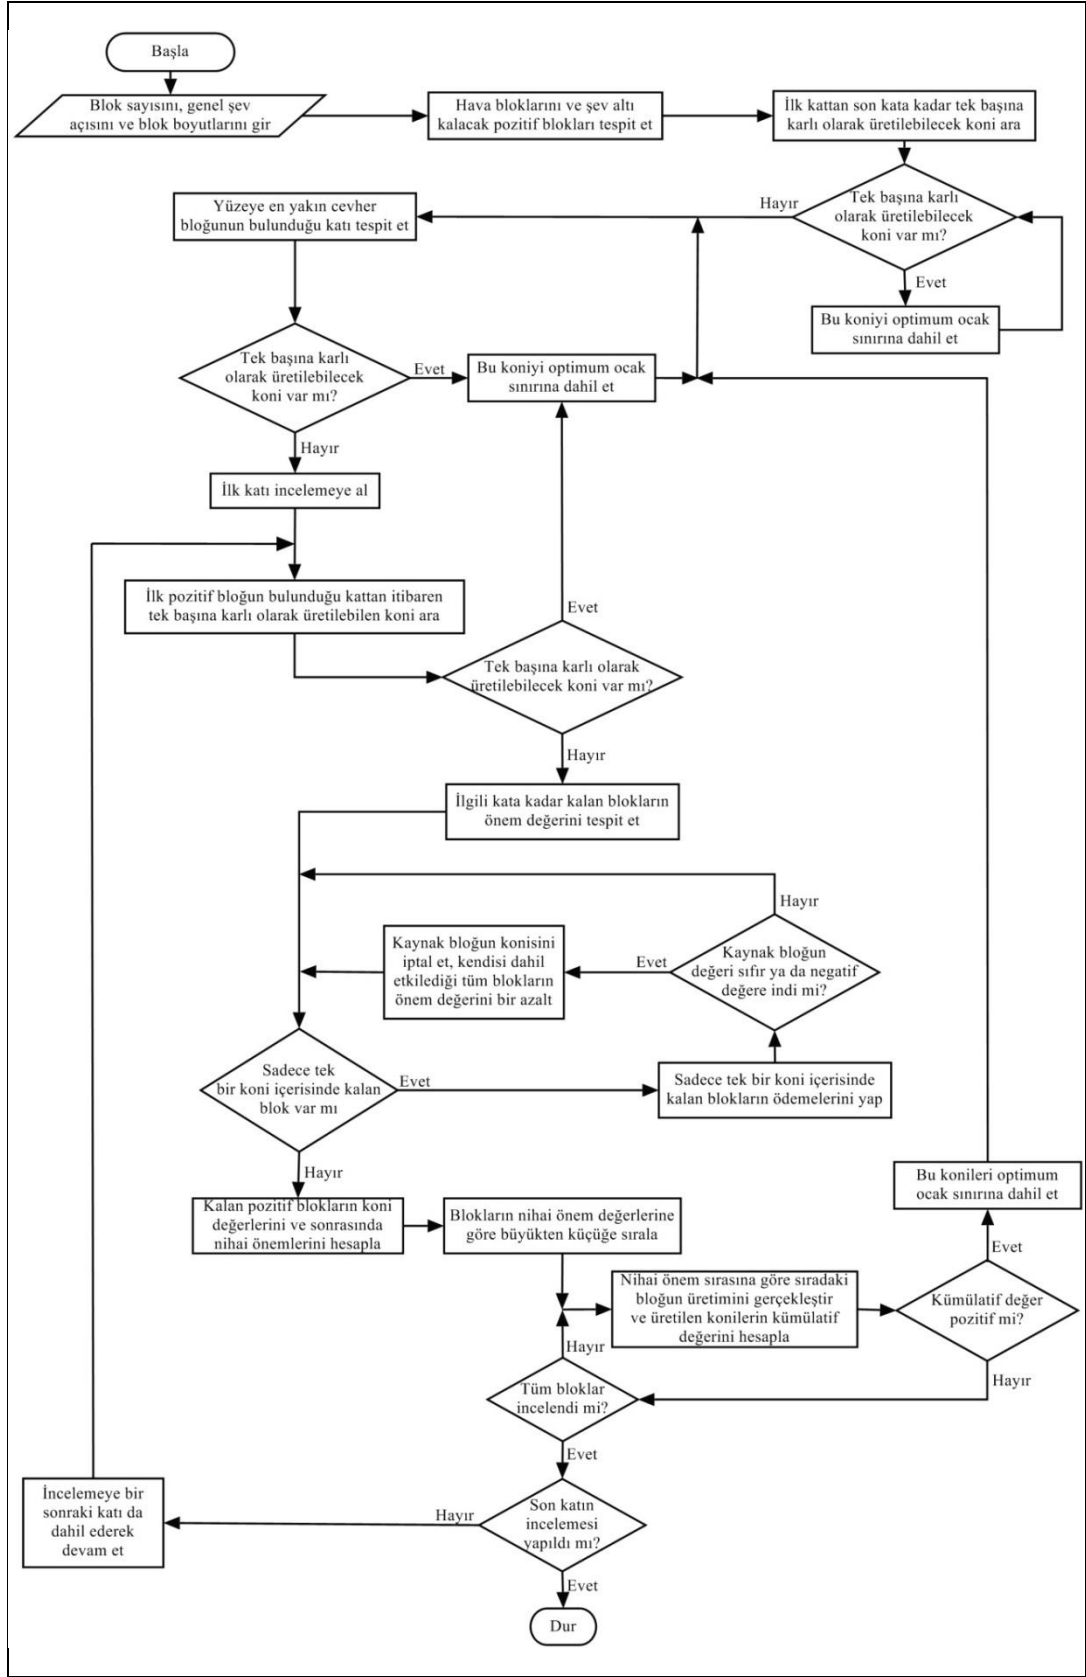 Başla
Blok sayısını, genel şev
açısını ve blok boyutlarını gir
Hava bloklarını ve şev altı
kalacak pozitif blokları tespit et
İlk kattan son kata kadar tek başına
karlı olarak üretilebilecek koni ara
Tek başına karlı
olarak üretilebilecek
koni var mı?
Hayır
Evet
Bu koniyi optimum ocak
sınırına dahil et
Yüzeye en yakın cevher
bloğunun bulunduğu katı tespit et
Tek başına karlı
olarak üretilebilecek
koni var mı?
Evet
Bu koniyi optimum ocak
sınırına dahil et
Hayır
İlk katı incelemeye al
İlk pozitif bloğun bulunduğu kattan itibaren
tek başına karlı olarak üretilebilen koni ara
Evet
Tek başına karlı olarak
üretilebilecek koni var mı?
Hayır
İlgili kata kadar kalan blokların
önem değerini tespit et
Hayır
Kaynak bloğun
değeri sıfır ya da negatif
değere indi mi?
Evet
Kaynak bloğun konisini
iptal et, kendisi dahil
etkilediği tüm blokların
önem değerini bir azalt
Sadece tek
bir koni içerisinde kalan
blok var mı
Evet
Sadece tek bir koni içerisinde
kalan blokların ödemelerini yap
Hayır
Kalan pozitif blokların koni
değerlerini ve sonrasında
nihai önemlerini hesapla
Blokların nihai önem değerlerine
göre büyükten küçüğe sırala
Bu konileri optimum
ocak sınırına dahil et
Evet
Nihai önem sırasına göre sıradaki
bloğun üretimini gerçekleştir
ve üretilen konilerin kümülatif
değerini hesapla
Kümülatif değer
pozitif mi?
Hayır
Hayır
Tüm bloklar
incelendi mi?
Evet
Son katın
incelemesi
yapıldı mı?
Hayır
İncelemeye bir
sonraki katı da
dahil ederek
devam et
Evet
Dur